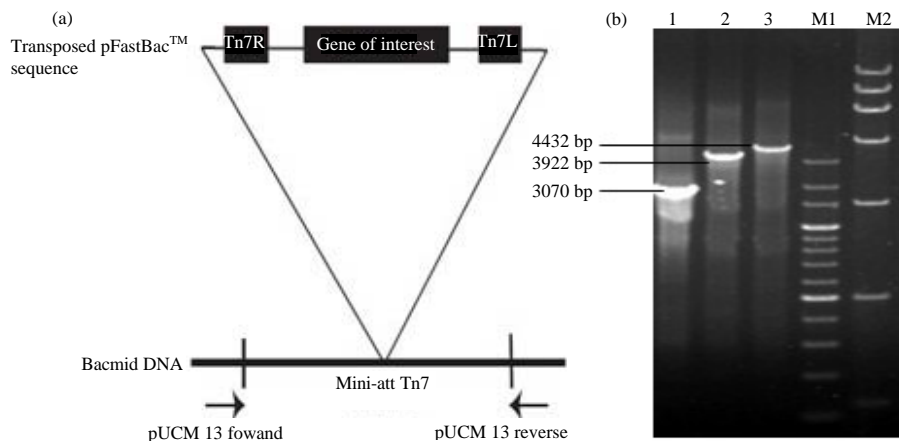 (a)
Transposed pFastBac™
sequence
Tn7R
Gene of interest
Tn7L
Bacmid DNA
Mini-att Tn7
pUCM 13 fowand
pUCM 13 reverse
(b)
1 2 3 M1 M2
4432 bp
3922 bp
3070 bp